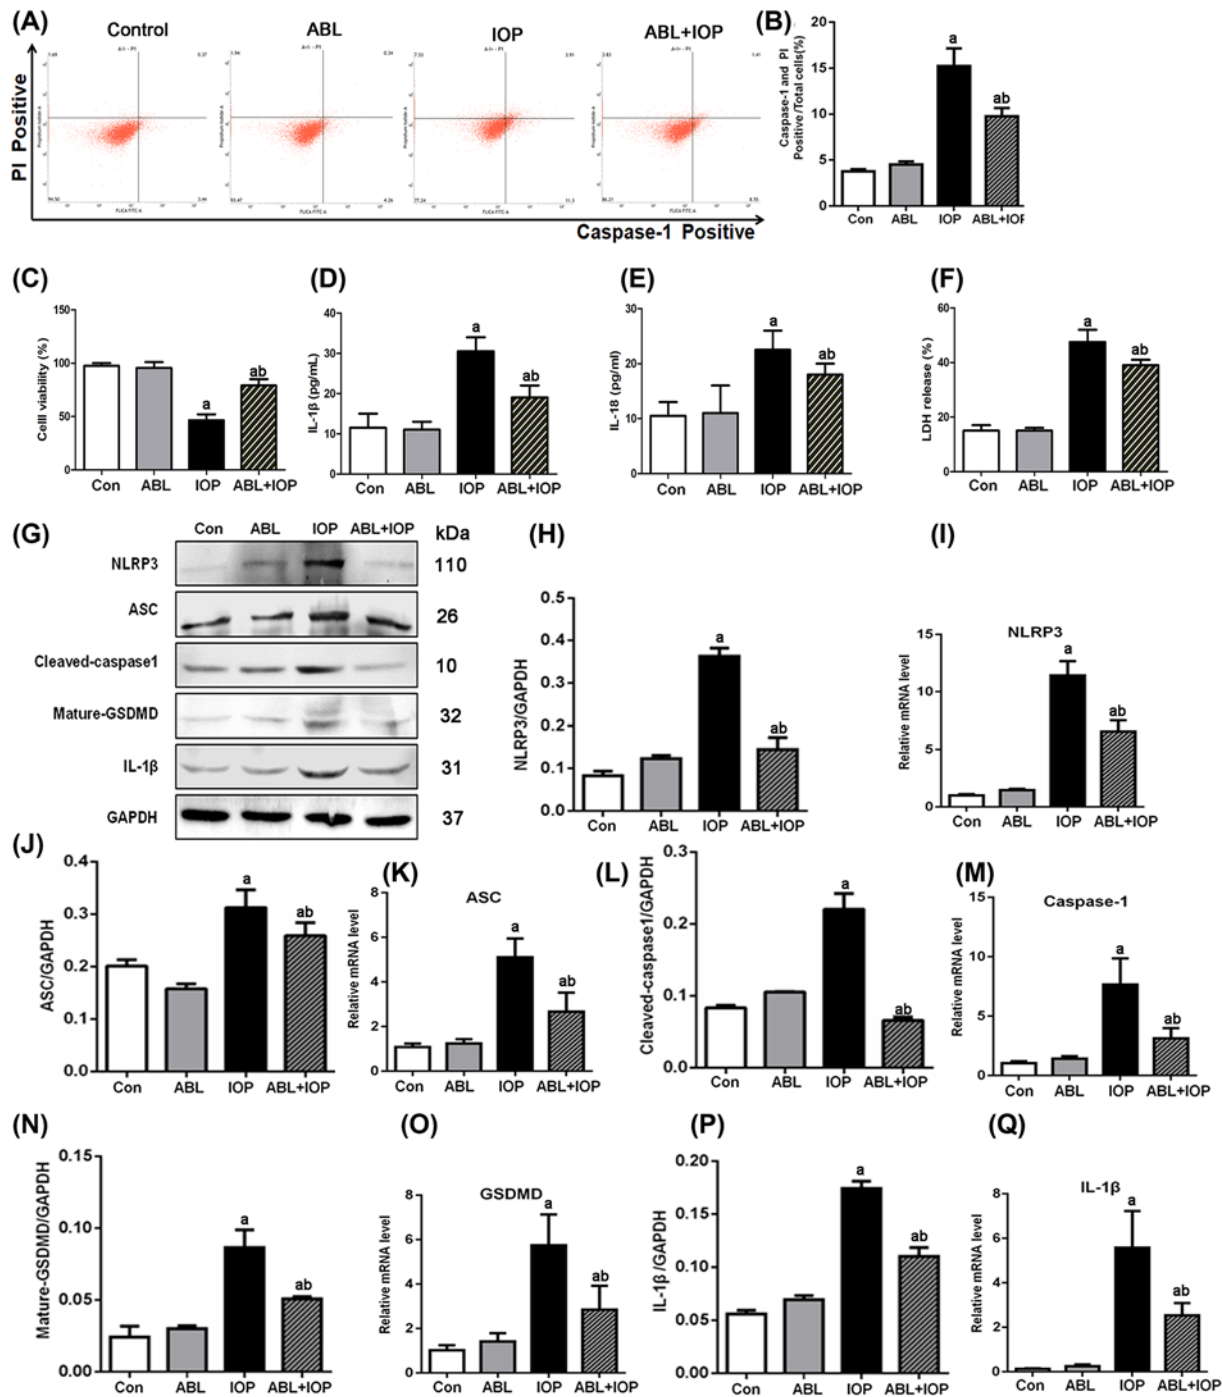 (A)
Control
ABL
IOP
ABL+IOP
PI Positive
Caspase-1 Positive
(B)
Caspase-1 and PI
Positive/Total cells(%)
20
15
10
5
0
Con ABL IOP ABL+IOP
a
ab
(C)
Celll viability (%)
150
100
50
0
a
ab
Con ABL IOP ABL+IOP
(D)
IL-1β (pg/mL)
40
30
20
10
0
a
ab
Con ABL IOP ABL+IOP
(E)
IL-18 (pg/ml)
30
20
10
0
a
ab
Con ABL IOP ABL+IOP
(F)
LDH release (%)
60
40
20
0
a
ab
Con ABL IOP ABL+IOP
(G)
Con ABL IOP ABL+IOP kDa
NLRP3 110
ASC 26
Cleaved-caspase1 10
Mature-GSDMD 32
IL-1β 31
GAPDH 37
(H)
NLRP3/GAPDH
0.5
0.4
0.3
0.2
0.1
0.0
a
ab
Con ABL IOP ABL+IOP
(I)
NLRP3
Relative mRNA level
15
10
5
0
a
ab
Con ABL IOP ABL+IOP
(J)
ASC/GAPDH
0.4
0.3
0.2
0.1
0.0
a
ab
Con ABL IOP ABL+IOP
(K)
ASC
Relative mRNA level
8
6
4
2
0
a
ab
Con ABL IOP ABL+IOP
(L)
Cleaved-caspase1/GAPDH
0.3
0.2
0.1
0.0
a
ab
Con ABL IOP ABL+IOP
(M)
Caspase-1
Relative mRNA level
15
10
5
0
a
ab
Con ABL IOP ABL+IOP
(N)
Mature-GSDMD/GAPDH
0.15
0.10
0.05
0.00
a
ab
Con ABL IOP ABL+IOP
(O)
GSDMD
Relative mRNA level
8
6
4
2
0
a
ab
Con ABL IOP ABL+IOP
(P)
IL-1β/GAPDH
0.20
0.15
0.10
0.05
0.00
a
ab
Con ABL IOP ABL+IOP
(Q)
IL-1β
Relative mRNA level
8
6
4
2
0
a
ab
Con ABL IOP ABL+IOP